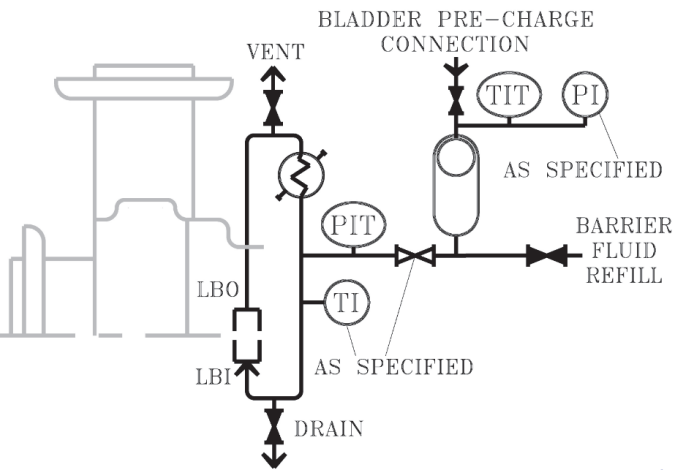 BLADDER PRE-CHARGE
CONNECTION
VENT
TIT
PI
AS SPECIFIED
PIT
BARRIER
FLUID
REFILL
LBO
TI
LBI
AS SPECIFIED
DRAIN